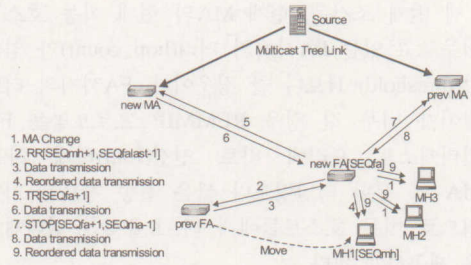 Source
Multicast Tree Link
new MA
prev MA
5
6
7
8
1. MA Change
2. RR[SEQmh+1,SEQfalast-1]
3. Data transmission
4. Reordered data transmission
5. TR[SEQfa+1]
6. Data transmission
7. STOP[SEQfa+1,SEQma-1]
8. Data transmission
9. Reordered data transmission
new FA[SEQfa]
9
1
MH3
2
3
4
9
9
1
MH2
prev FA
Move
MH1[SEQmh]